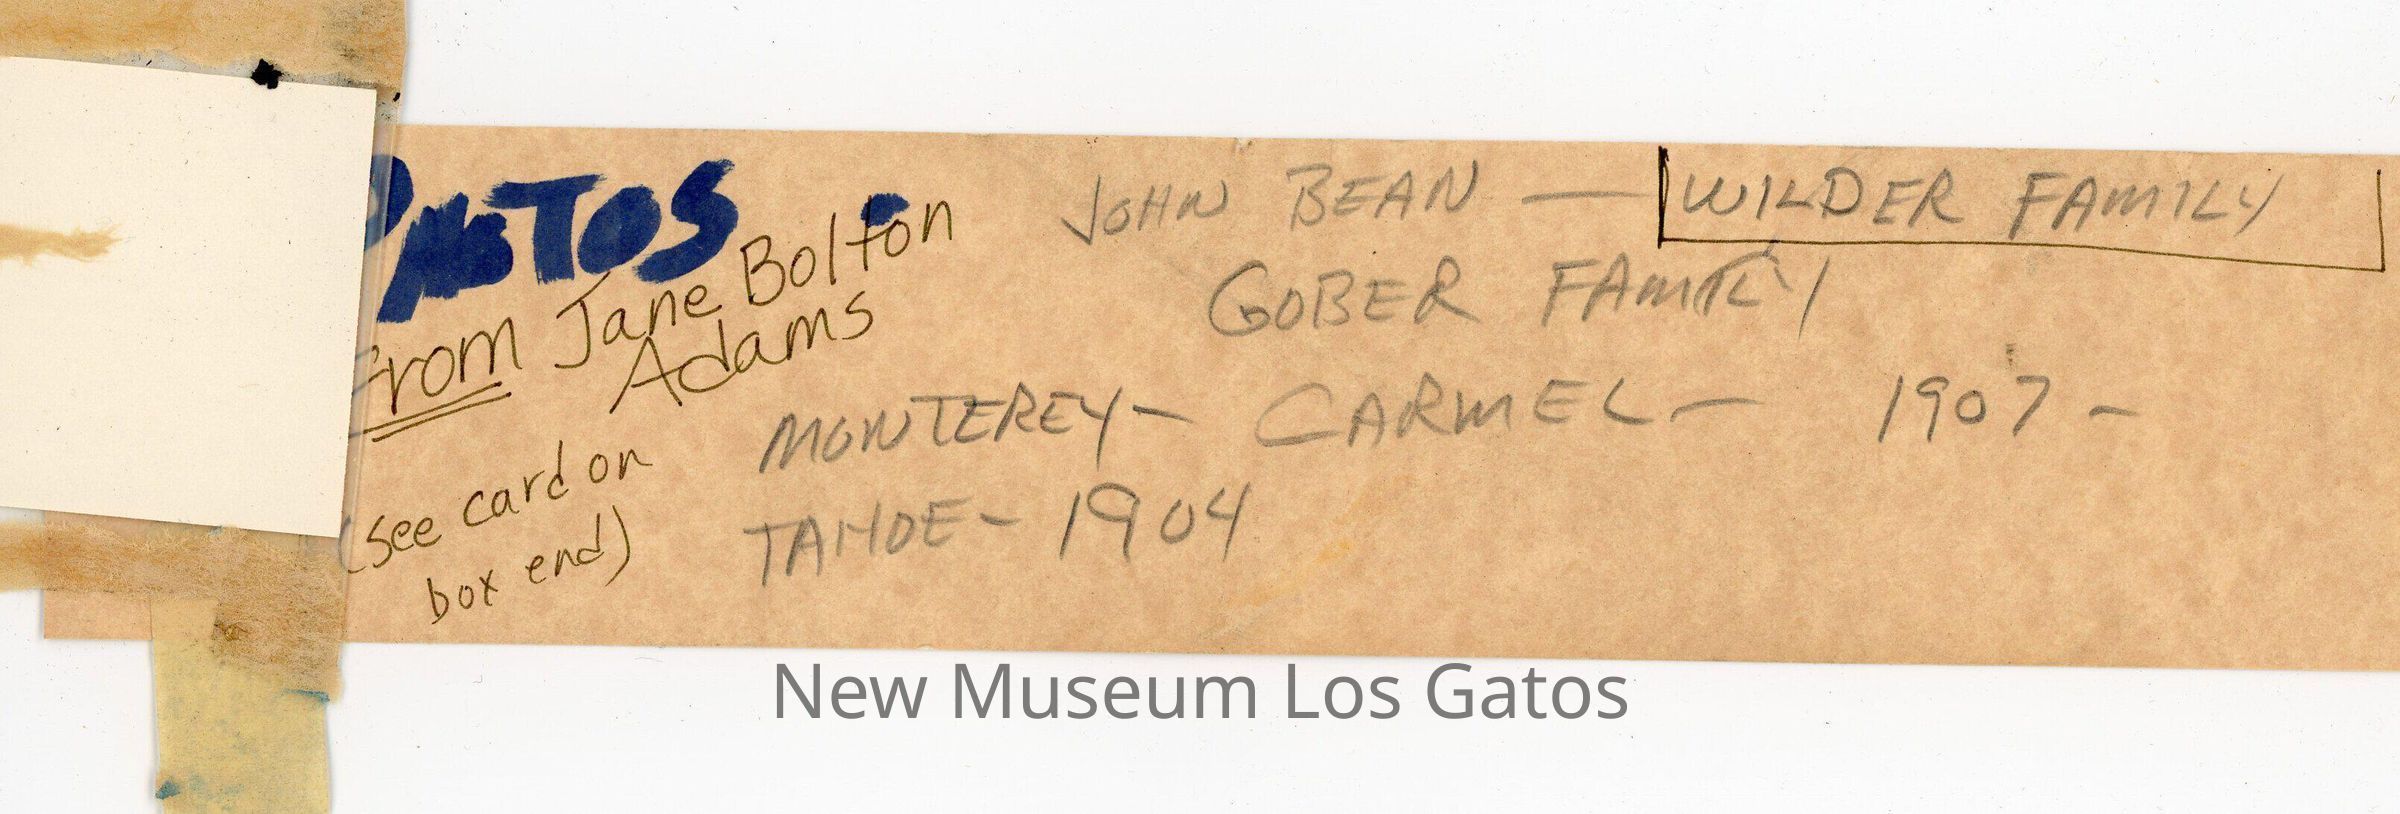 PHOTOS.
From Jane Bolton
Adams
(see card on
box end)
JOHN BEAN — WILDER FAMILY
GOBER FAMILY
MONTEREY - CARMEL - 1907 -
TAHOE - 1904
New Museum Los Gatos